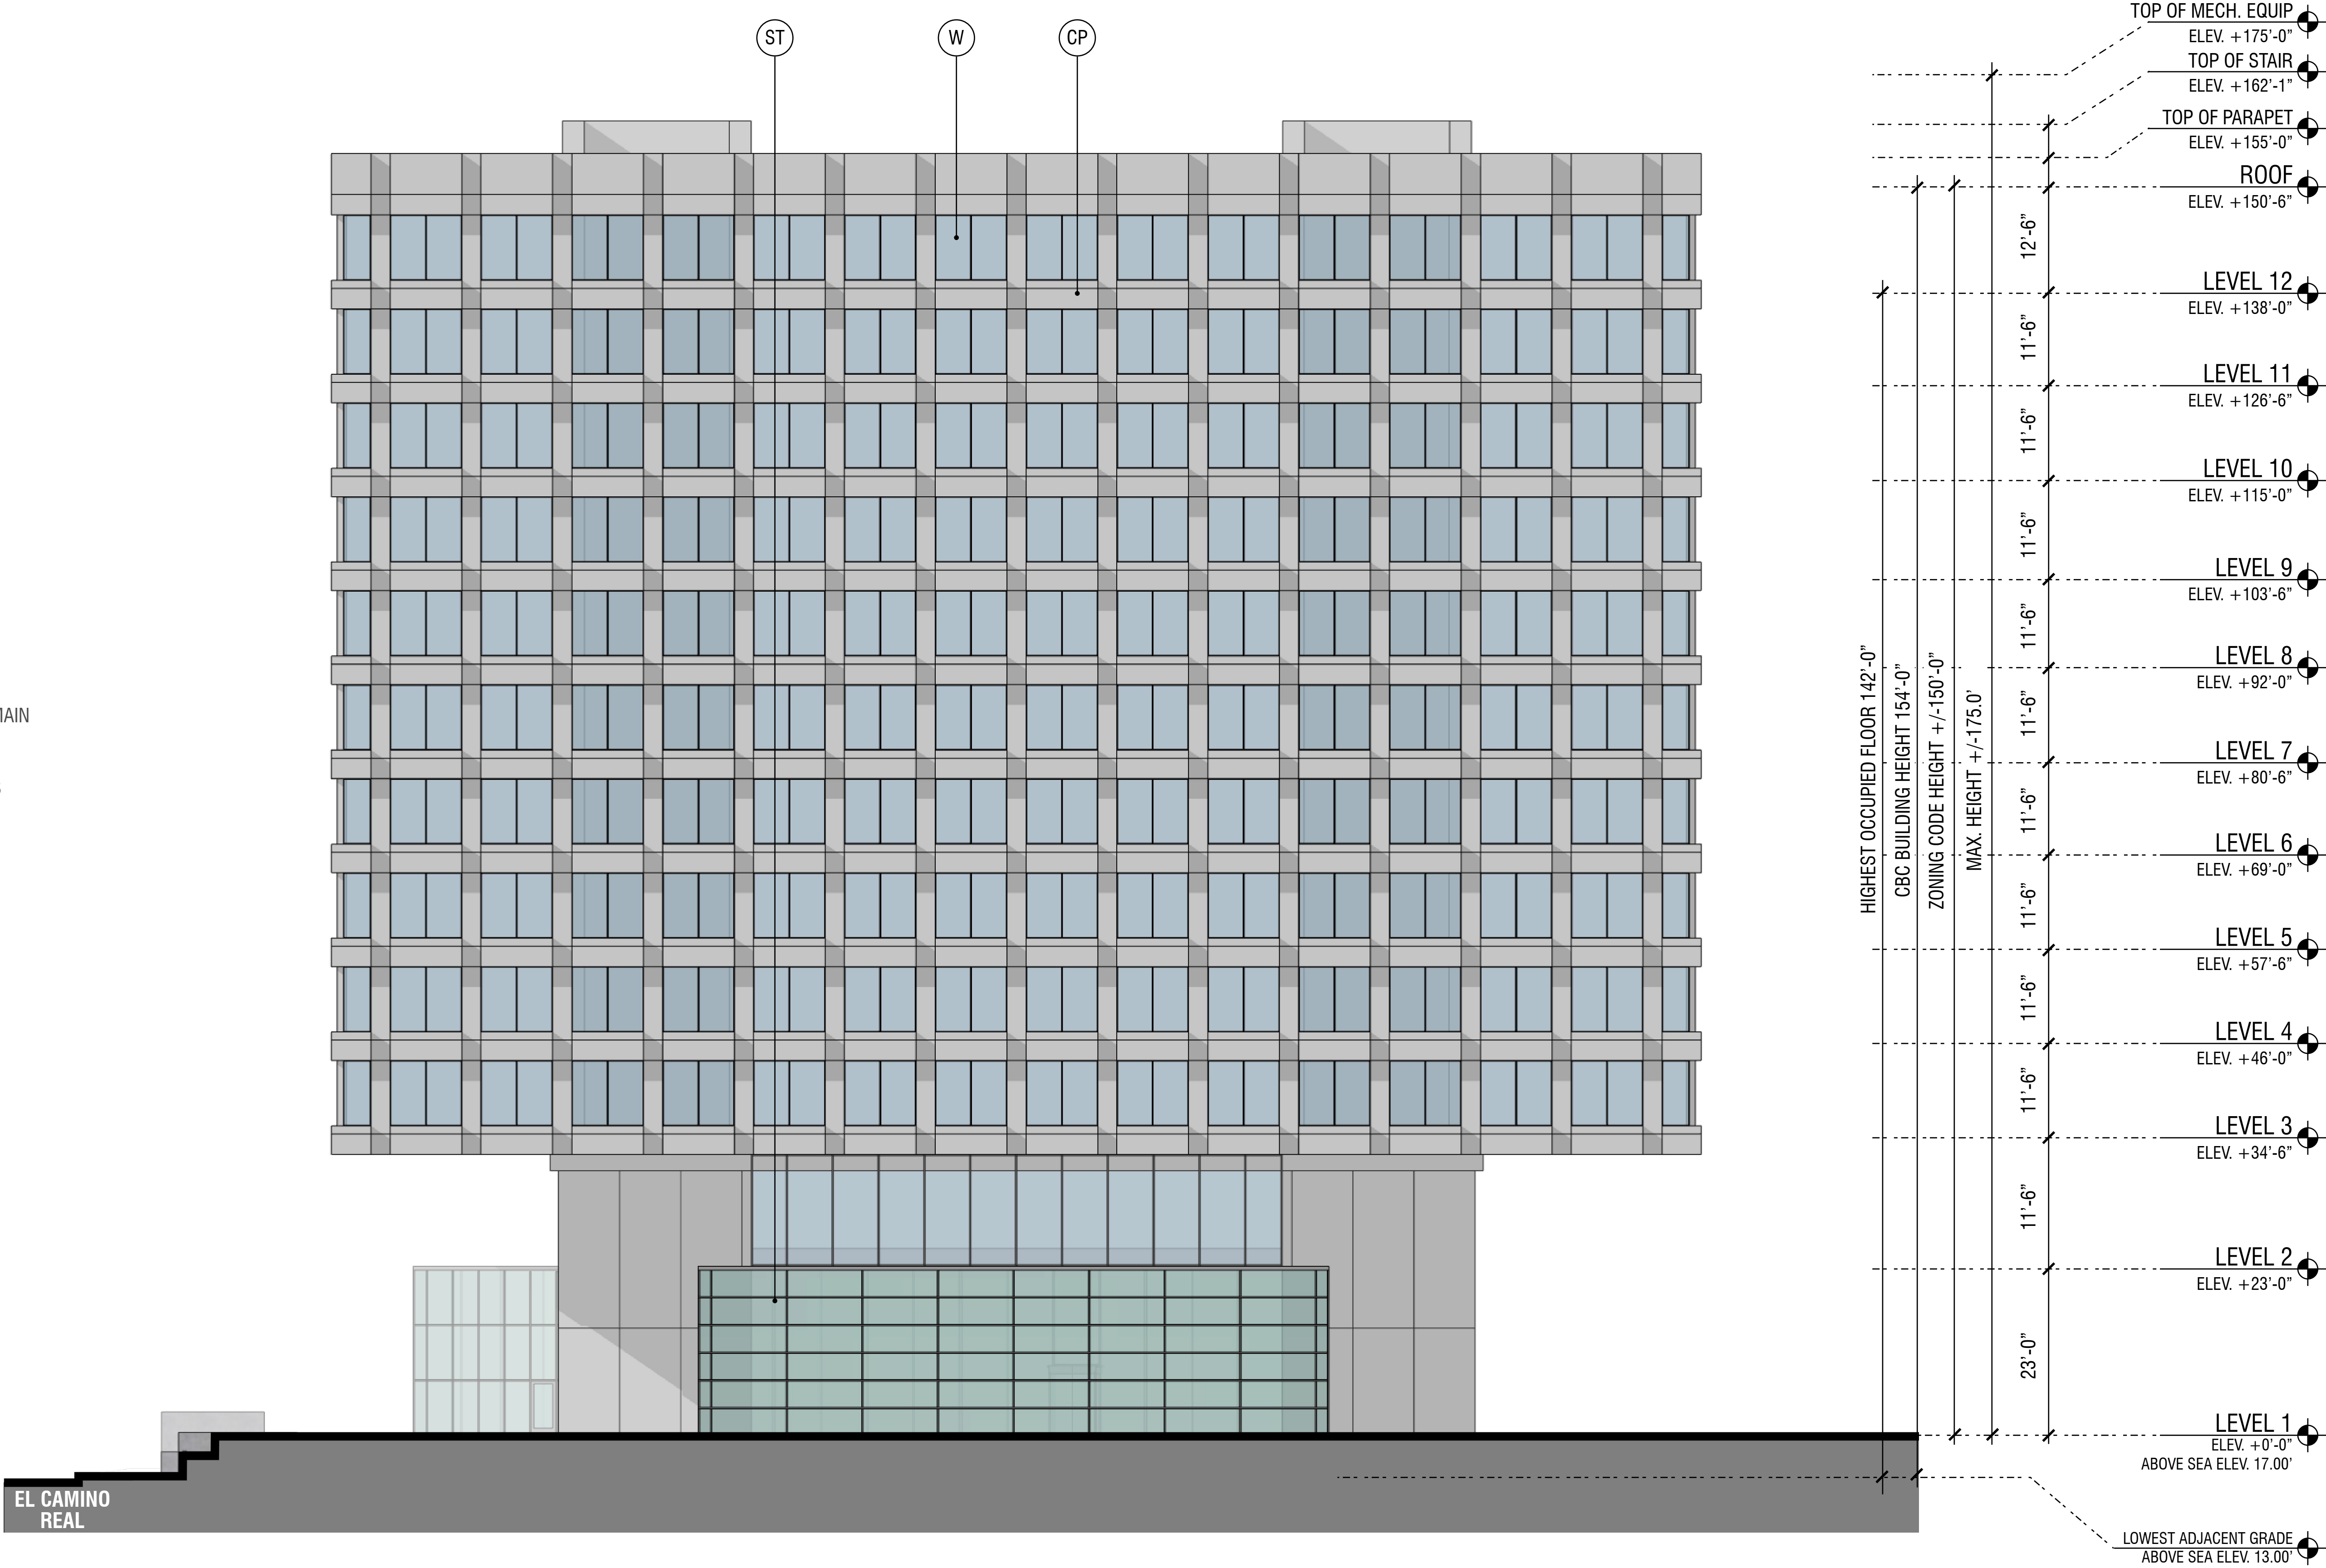 ST
W
CP
TOP OF MECH. EQUIP
ELEV. +175'-0"
TOP OF STAIR
ELEV. +162'-1"
TOP OF PARAPET
ELEV. +155'-0"
ROOF
ELEV. +150'-6"
12'-6"
LEVEL 12
ELEV. +138'-0"
11'-6"
LEVEL 11
ELEV. +126'-6"
11'-6"
LEVEL 10
ELEV. +115'-0"
11'-6"
LEVEL 9
ELEV. +103'-6"
11'-6"
LEVEL 8
ELEV. +92'-0"
11'-6"
LEVEL 7
ELEV. +80'-6"
11'-6"
LEVEL 6
ELEV. +69'-0"
11'-6"
LEVEL 5
ELEV. +57'-6"
11'-6"
LEVEL 4
ELEV. +46'-0"
11'-6"
LEVEL 3
ELEV. +34'-6"
11'-6"
LEVEL 2
ELEV. +23'-0"
23'-0"
LEVEL 1
ELEV. +0'-0"
ABOVE SEA ELEV. 17.00'
LOWEST ADJACENT GRADE
ABOVE SEA ELEV. 13.00'
HIGHEST OCCUPIED FLOOR 142'-0"
CBC BUILDING HEIGHT 154'-0"
ZONING CODE HEIGHT +/-150'-0"
MAX. HEIGHT +/-175.0'
EL CAMINO
REAL